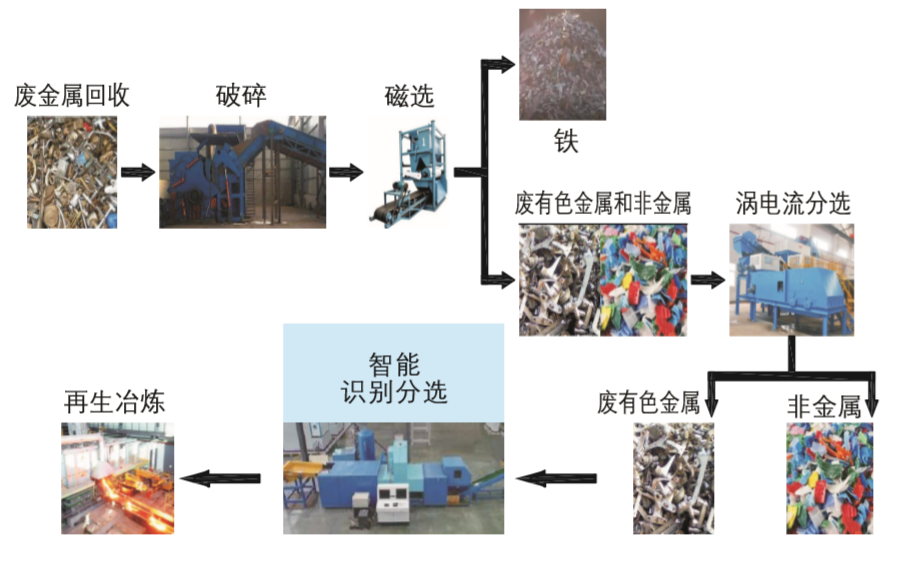 废金属回收
破碎
磁选
铁
废有色金属和非金属
涡电流分选
废有色金属
非金属
智能
识别分选
再生冶炼